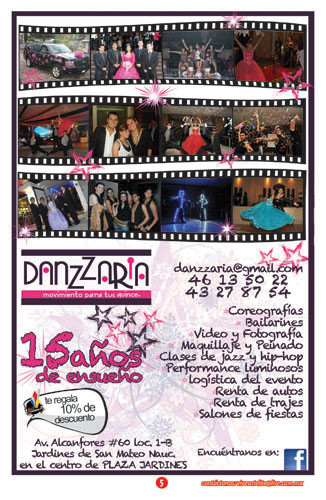 DANZZARIA
movimiento para tus quince.
danzzaria@gmail.com
46 13 50 22
43 27 87 54
Coreografías
Bailarines
Video y Fotografía
Maquillaje y Peinado
Clases de jazz y hip-hop
Performance luminosos
Logística del evento
Renta de autos
Renta de trajes
Salones de fiestas
15 años
de ensueño
te regala
10% de
descuento
Av. Alcanfores #60 loc. 1-B
Jardines de San Mateo Nauc.
en el centro de PLAZA JARDINES
Encuéntranos en:
f
5